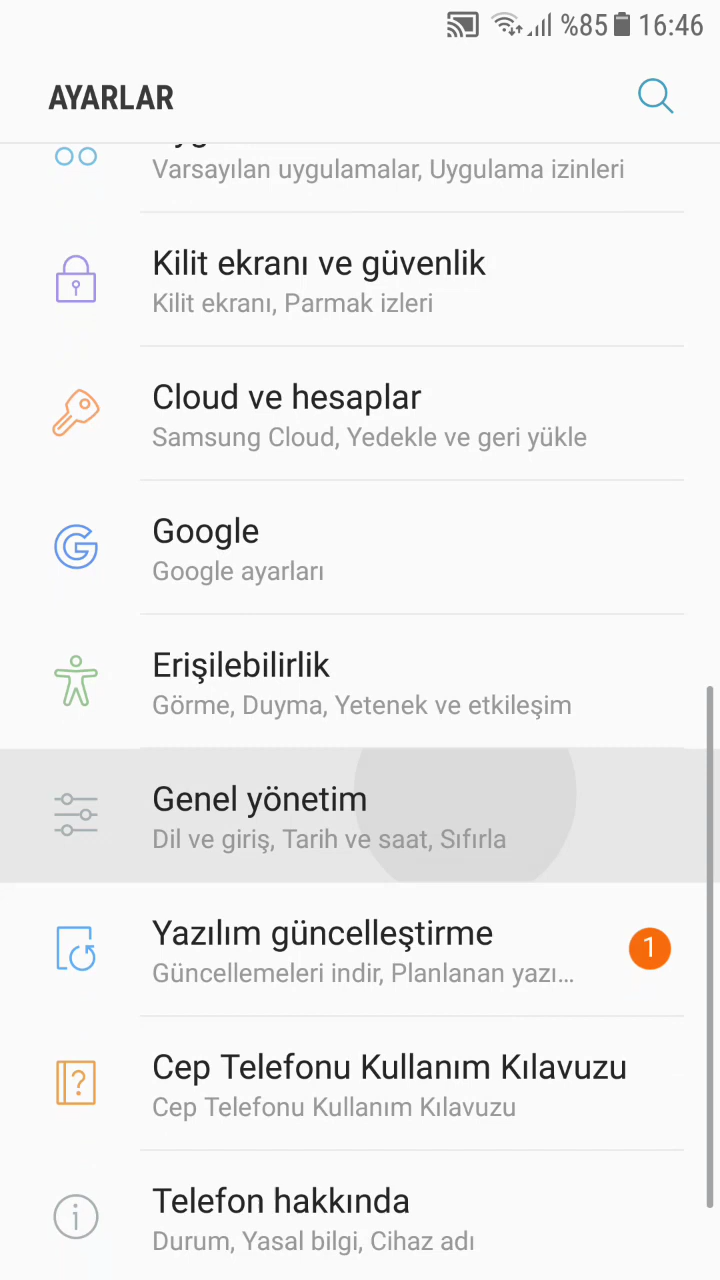 %85 16:46
AYARLAR
Varsayılan uygulamalar, Uygulama izinleri
Kilit ekranı ve güvenlik
Kilit ekranı, Parmak izleri
Cloud ve hesaplar
Samsung Cloud, Yedekle ve geri yükle
Google
Google ayarları
Erişilebilirlik
Görme, Duyma, Yetenek ve etkileşim
Genel yönetim
Dil ve giriş, Tarih ve saat, Sıfırla
Yazılım güncelleştirme
1
Güncellemeleri indir, Planlanan yazı...
Cep Telefonu Kullanım Kılavuzu
Cep Telefonu Kullanım Kılavuzu
Telefon hakkında
Durum, Yasal bilgi, Cihaz adı